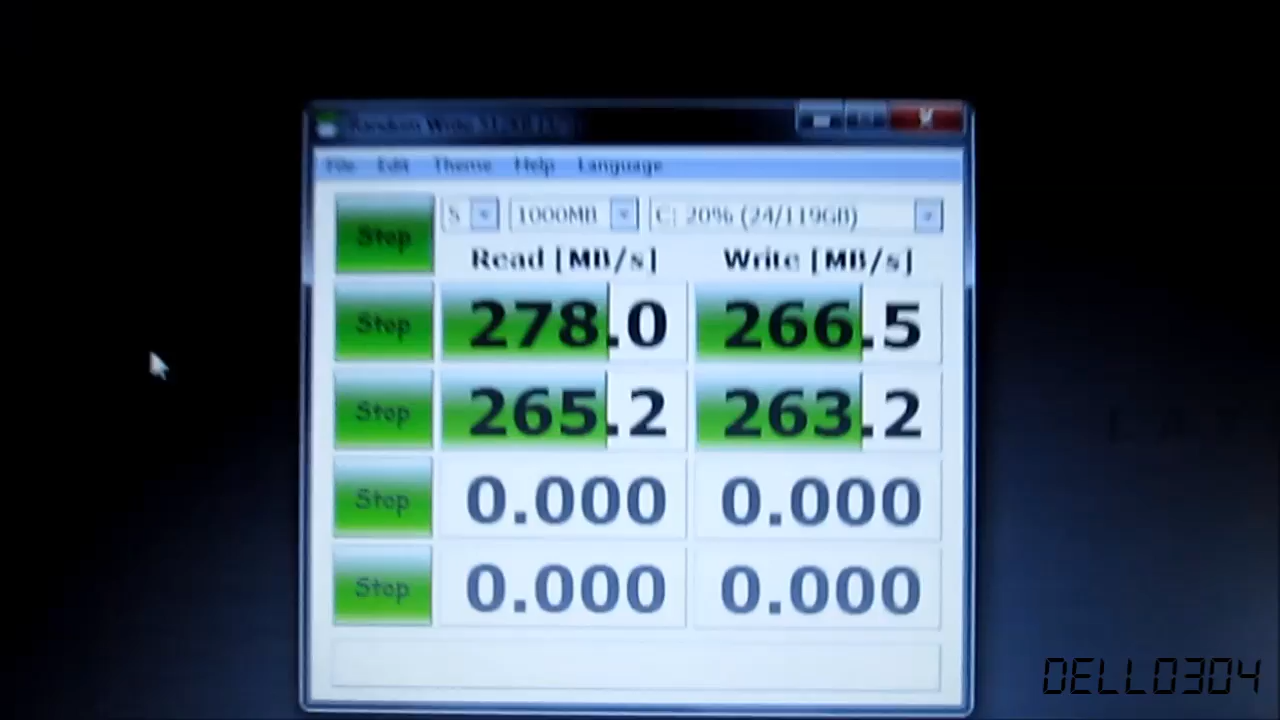 File Edit Theme Help Language
Stop 5 1000MB C: 20% (24/119GB)
Read [MB/s] Write [MB/s]
Stop 278.0 266.5
Stop 265.2 263.2
Stop 0.000 0.000
Stop 0.000 0.000
DELL0304